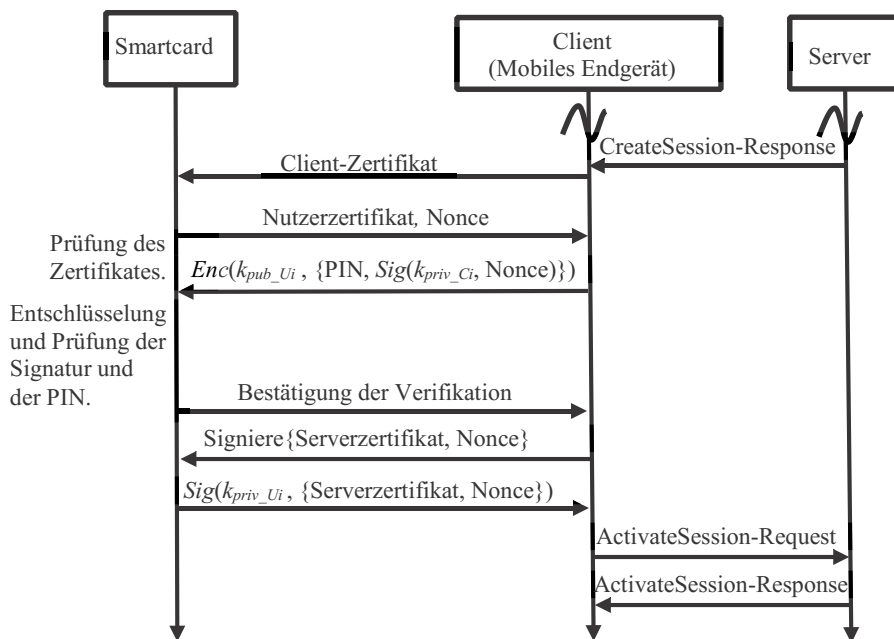 Smartcard
Client
(Mobiles Endgerät)
Server
CreateSession-Response
Client-Zertifikat
Nutzerzertifikat, Nonce
Prüfung des
Zertifikates.
Enc(kpub_Ui , {PIN, Sig(kpriv_Ci, Nonce)})
Entschlüsselung
und Prüfung der
Signatur und
der PIN.
Bestätigung der Verifikation
Signiere{Serverzertifikat, Nonce}
Sig(kpriv_Ui , {Serverzertifikat, Nonce})
ActivateSession-Request
ActivateSession-Response